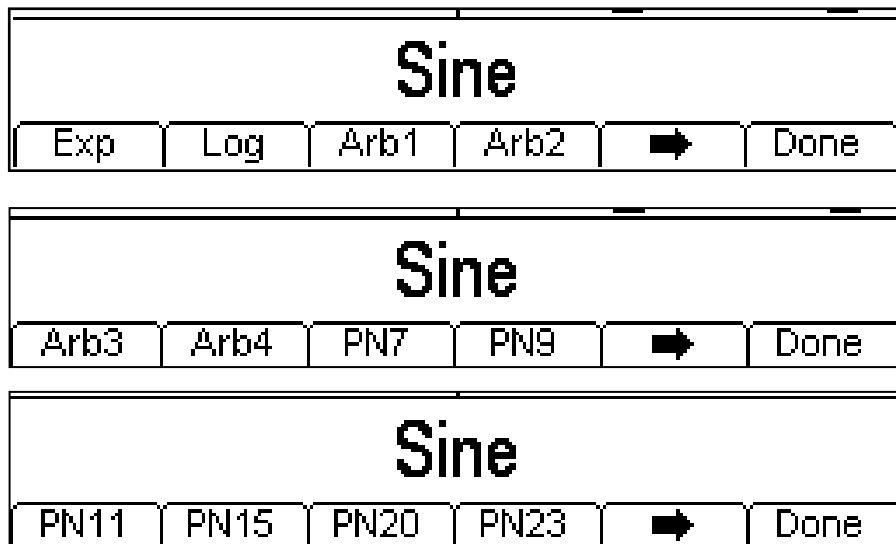 Sine
Exp Log Arb1 Arb2 ➡ Done
Sine
Arb3 Arb4 PN7 PN9 ➡ Done
Sine
PN11 PN15 PN20 PN23 ➡ Done